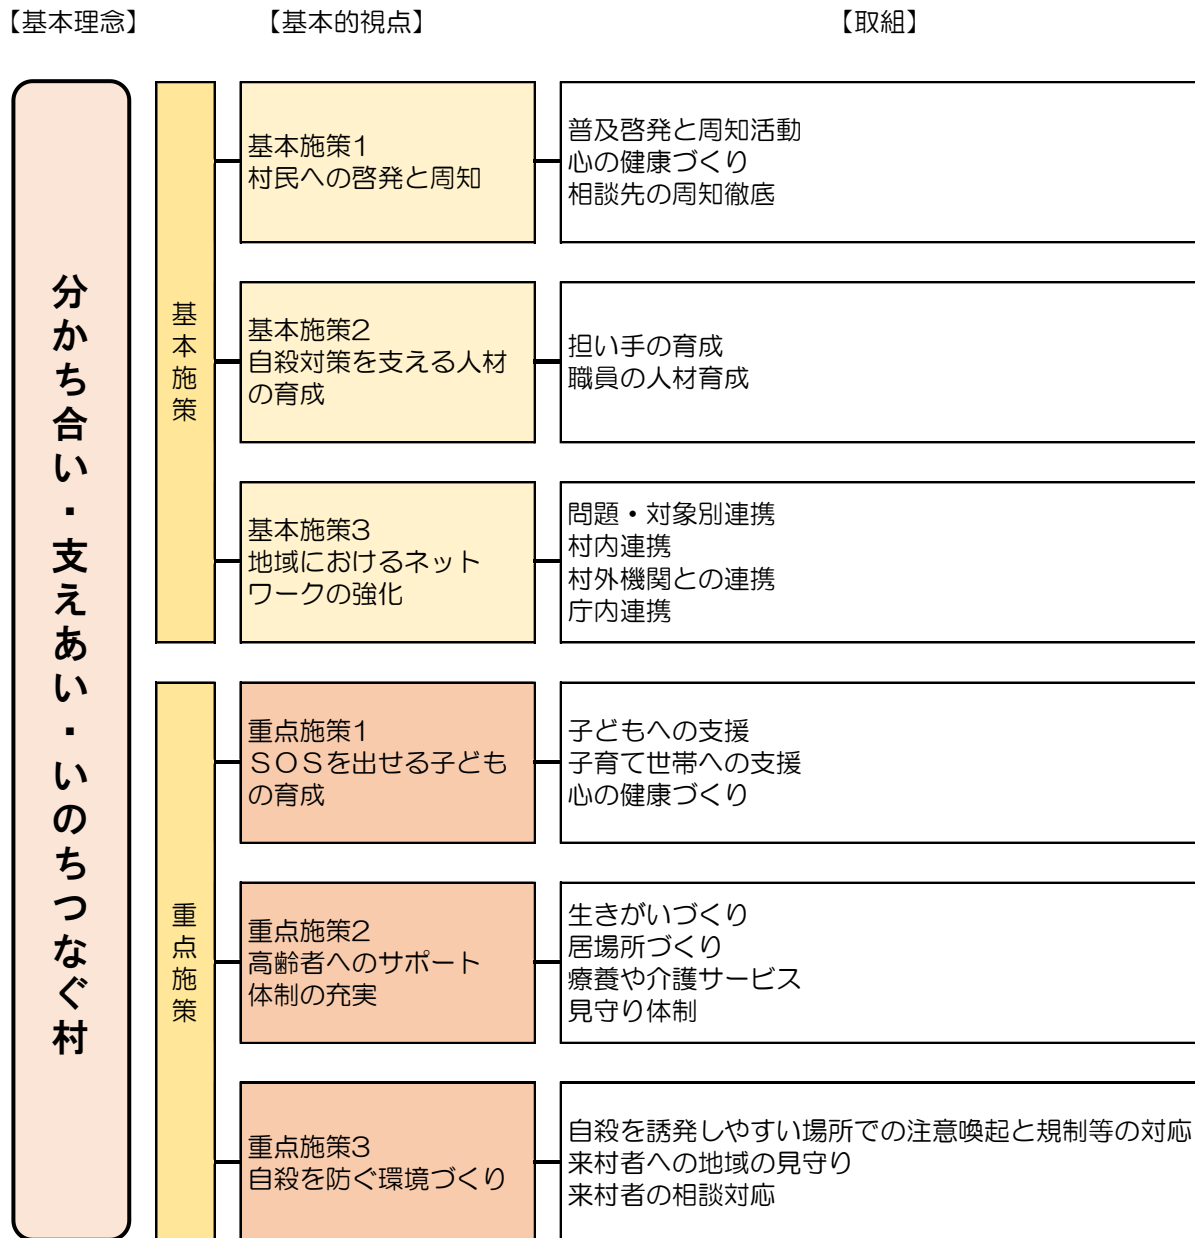 【基本理念】
【基本的視点】
【取組】
分かち合い・支えあい・いのちつなぐ村
基本施策
基本施策1
村民への啓発と周知
普及啓発と周知活動
心の健康づくり
相談先の周知徹底
基本施策2
自殺対策を支える人材
の育成
担い手の育成
職員の人材育成
基本施策3
地域におけるネット
ワークの強化
問題・対象別連携
村内連携
村外機関との連携
庁内連携
重点施策
重点施策1
ＳＯＳを出せる子ども
の育成
子どもへの支援
子育て世帯への支援
心の健康づくり
重点施策2
高齢者へのサポート
体制の充実
生きがいづくり
居場所づくり
療養や介護サービス
見守り体制
重点施策3
自殺を防ぐ環境づくり
自殺を誘発しやすい場所での注意喚起と規制等の対応
来村者への地域の見守り
来村者の相談対応